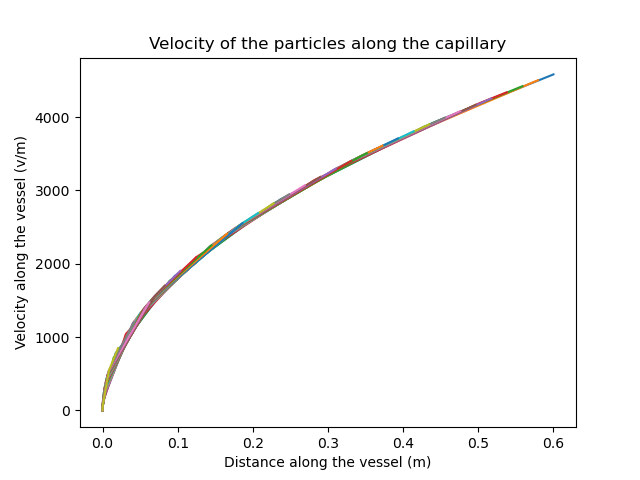 Velocity of the particles along the capillary
Velocity along the vessel (v/m)
4000
3000
2000
1000
0
0.0 0.1 0.2 0.3 0.4 0.5 0.6
Distance along the vessel (m)